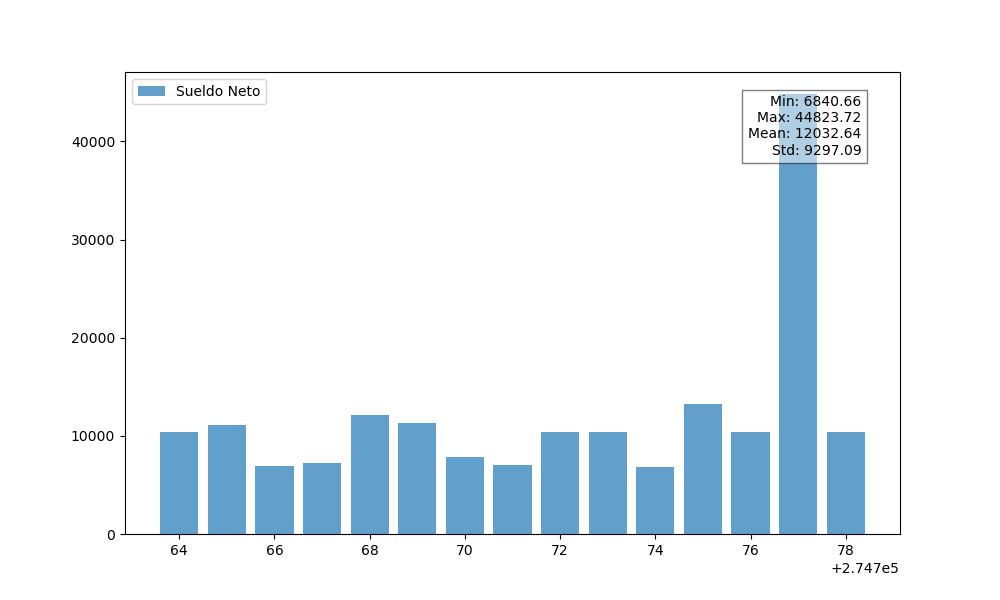 Sueldo Neto
Min: 6840.66
Max: 44823.72
Mean: 12032.64
Std: 9297.09
40000
30000
20000
10000
0
64 66 68 70 72 74 76 78
+2.747e5